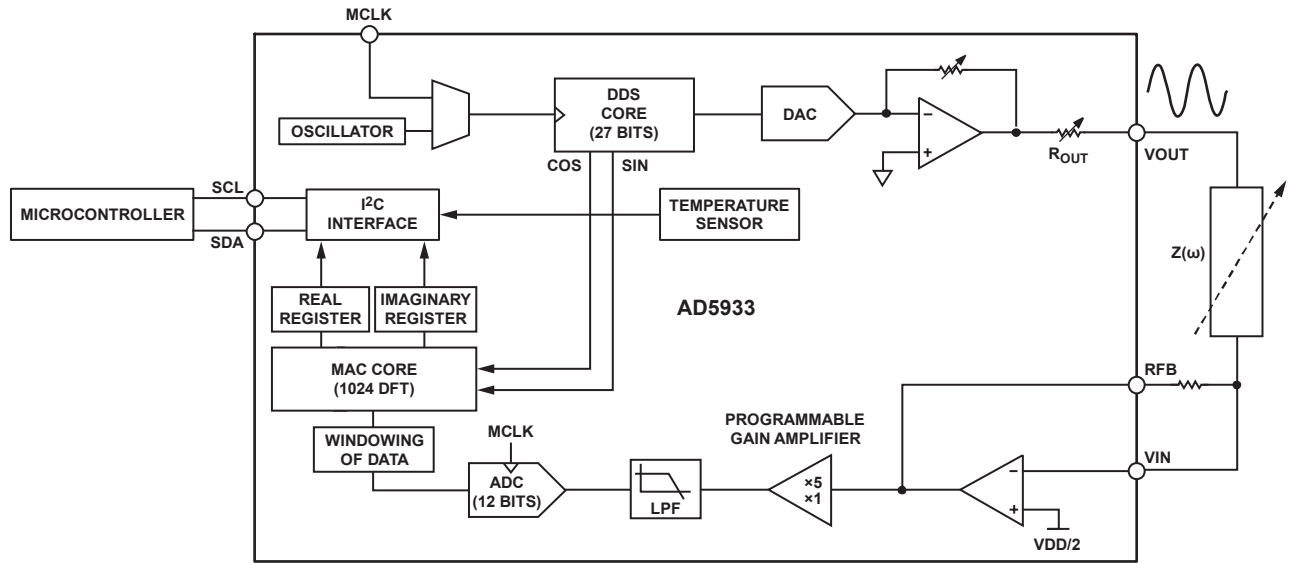 MCLK
OSCILLATOR
DDS
CORE
(27 BITS)
DAC
ROUT
VOUT
COS
SIN
MICROCONTROLLER
SCL
SDA
I2C
INTERFACE
TEMPERATURE
SENSOR
Z(ω)
REAL
REGISTER
IMAGINARY
REGISTER
AD5933
MAC CORE
(1024 DFT)
RFB
WINDOWING
OF DATA
MCLK
ADC
(12 BITS)
LPF
PROGRAMMABLE
GAIN AMPLIFIER
×5
×1
VIN
VDD/2